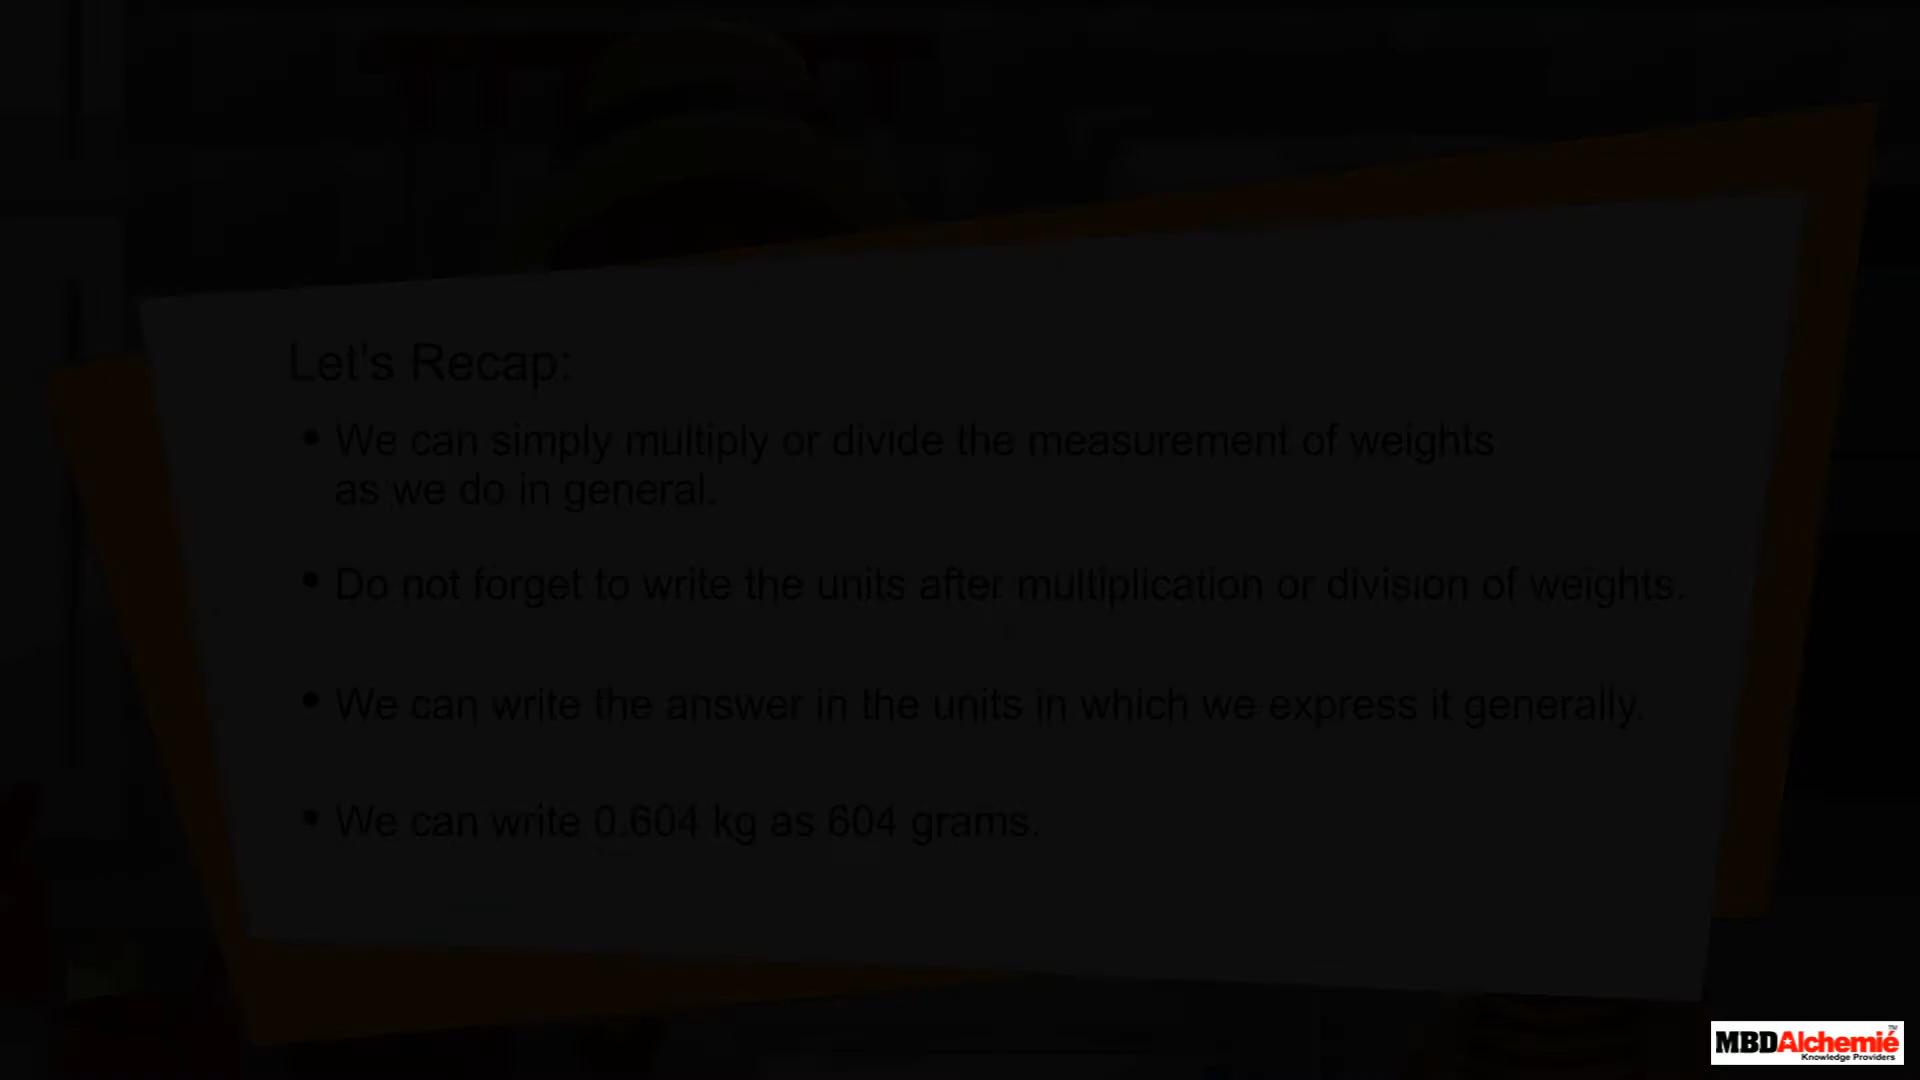 Let's Recap:
• We can simply multiply or divide the measurement of weights
as we do in general.
• Do not forget to write the units after multiplication or division of weights.
• We can write the answer in the units in which we express it generally.
• We can write 0.604 kg as 604 grams.
MBDAlchemié™
Knowledge Providers